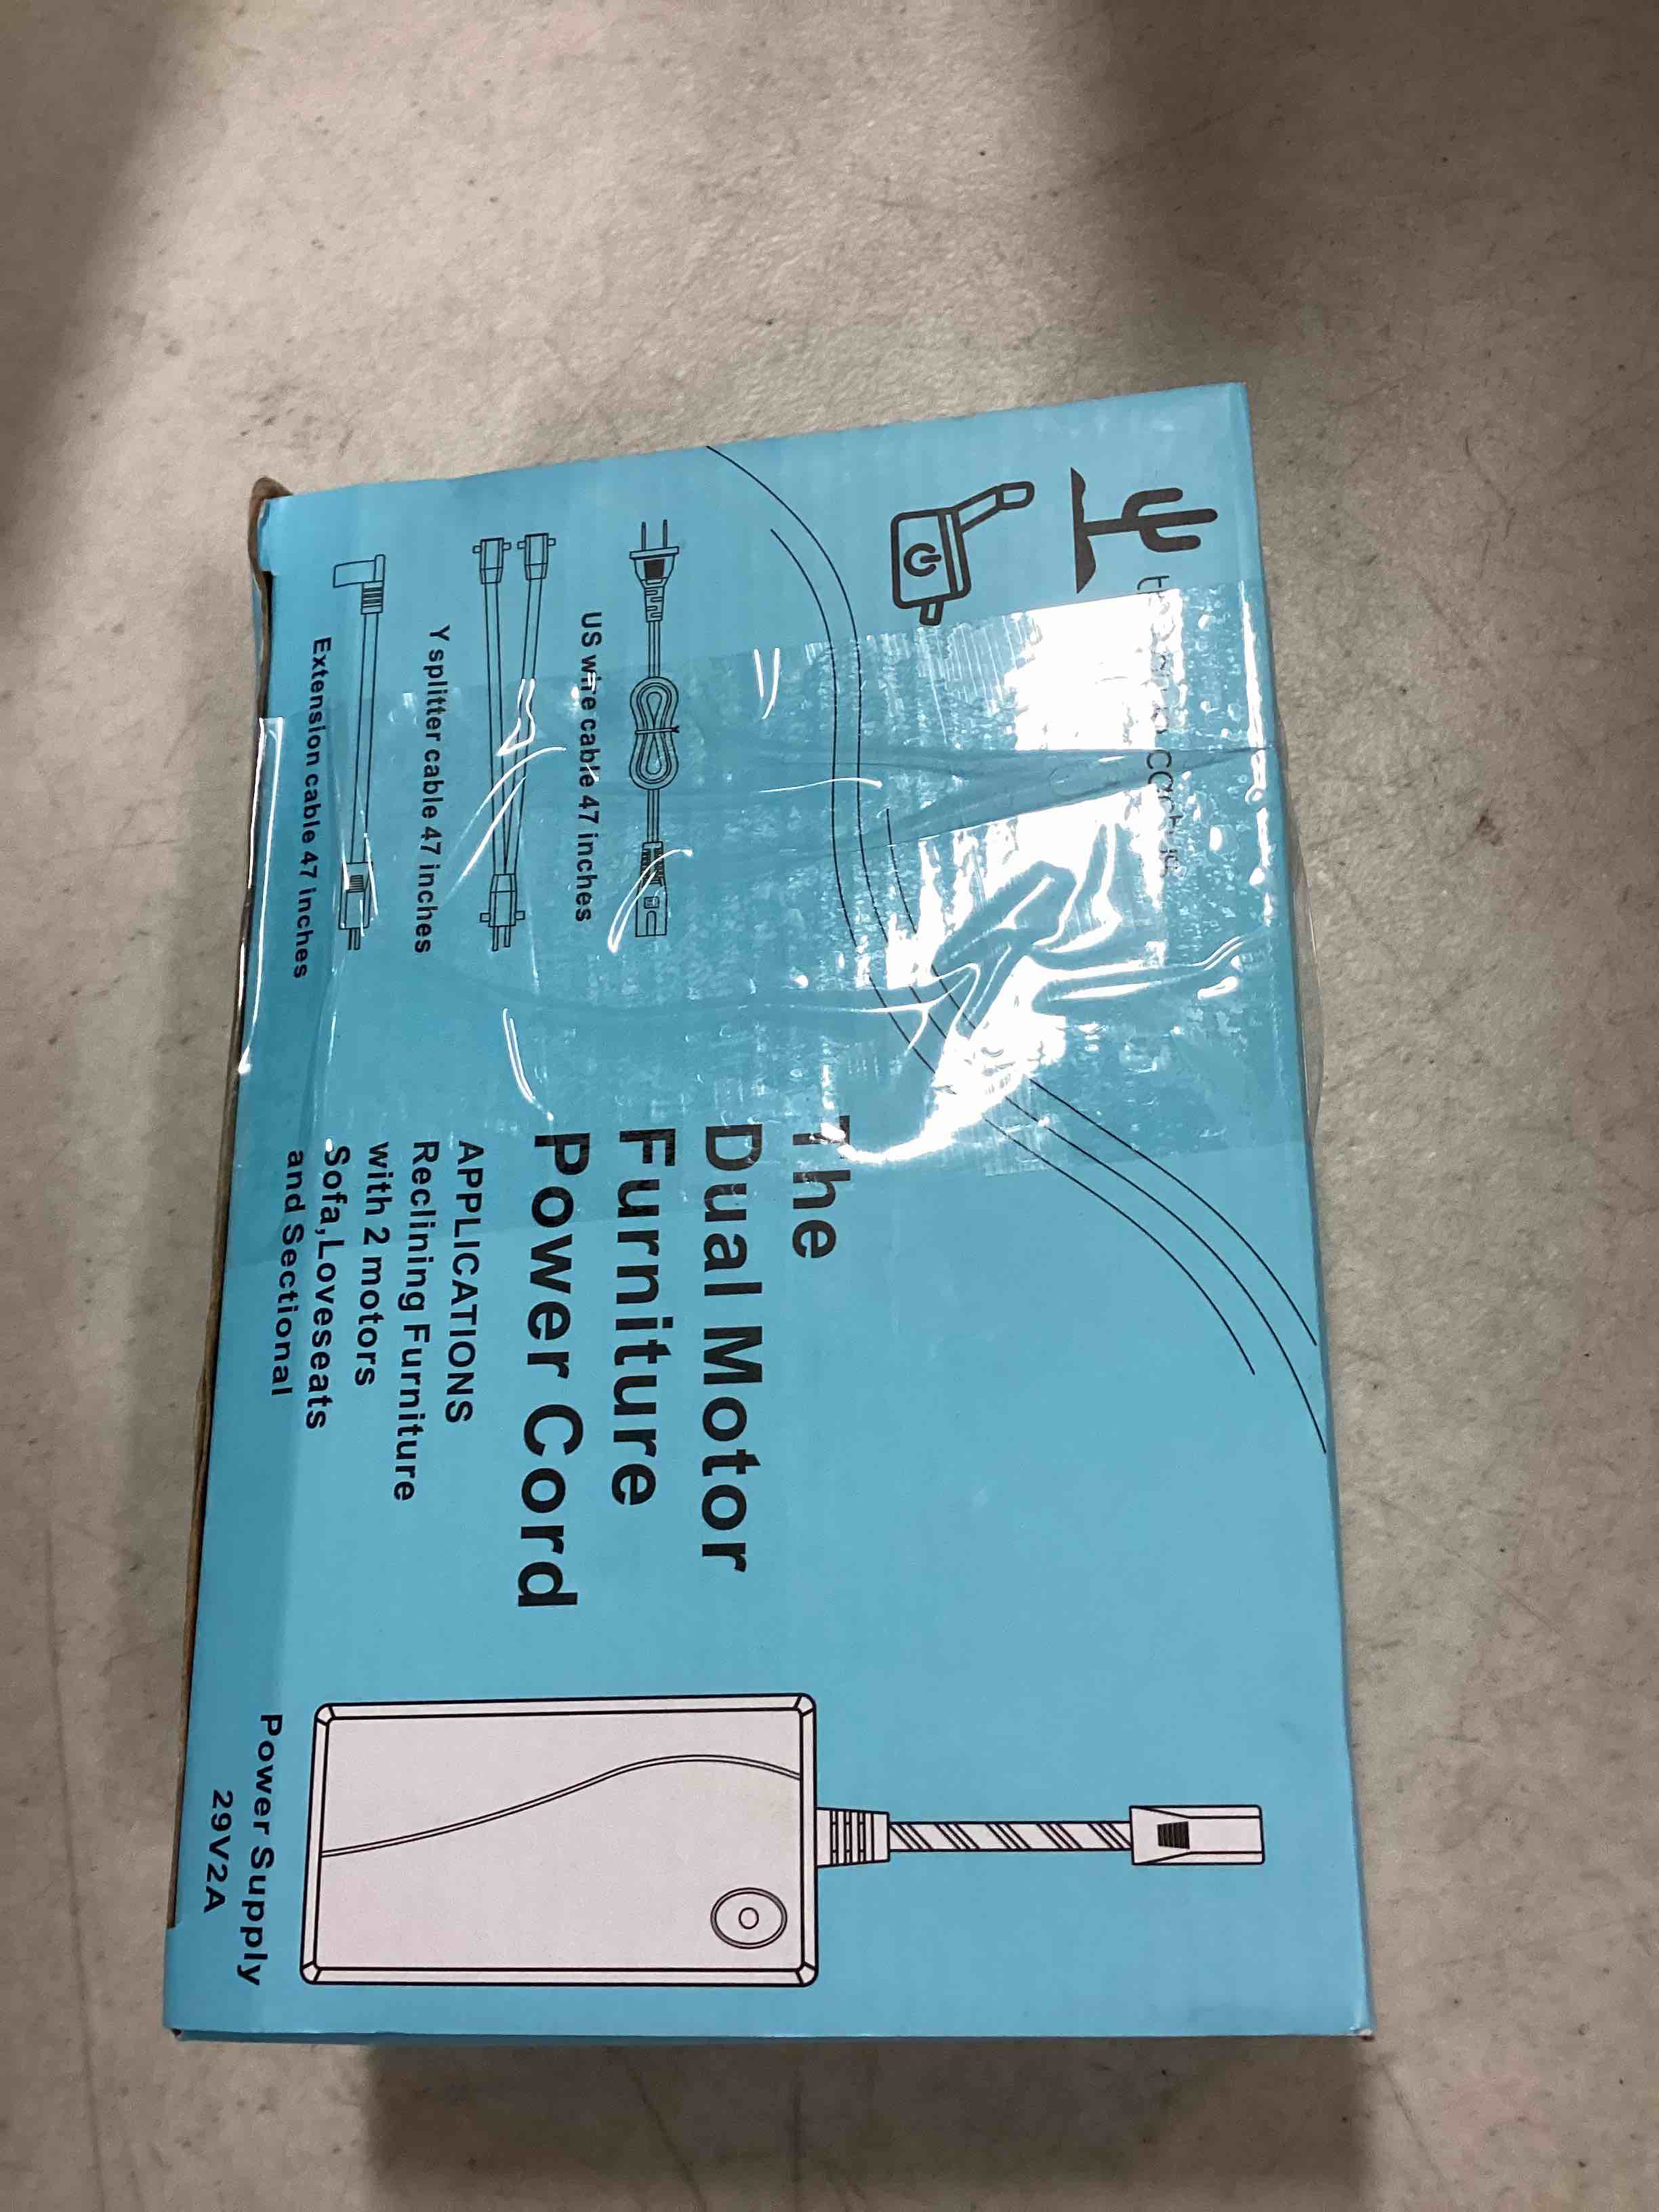 US wire cable 47 inches
Y splitter cable 47 inches
Extension cable 47 inches
The
Dual Motor
Furniture
Power Cord
APPLICATIONS
Reclining Furniture
with 2 motors
Sofa,Loveseats
and Sectional
Power Supply
29V2A